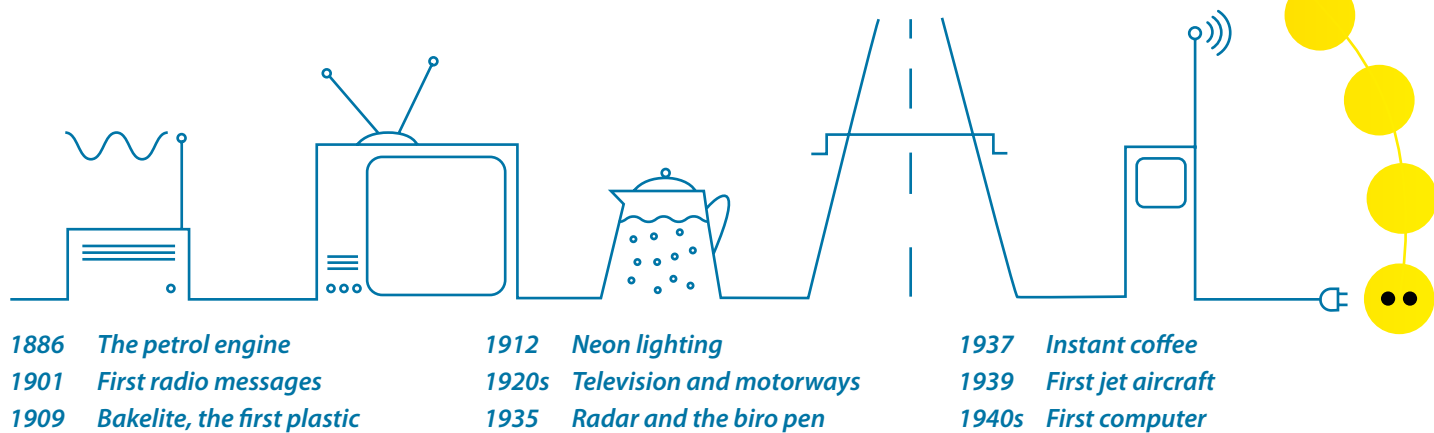 1886 The petrol engine
1901 First radio messages
1909 Bakelite, the first plastic
1912 Neon lighting
1920s Television and motorways
1935 Radar and the biro pen
1937 Instant coffee
1939 First jet aircraft
1940s First computer